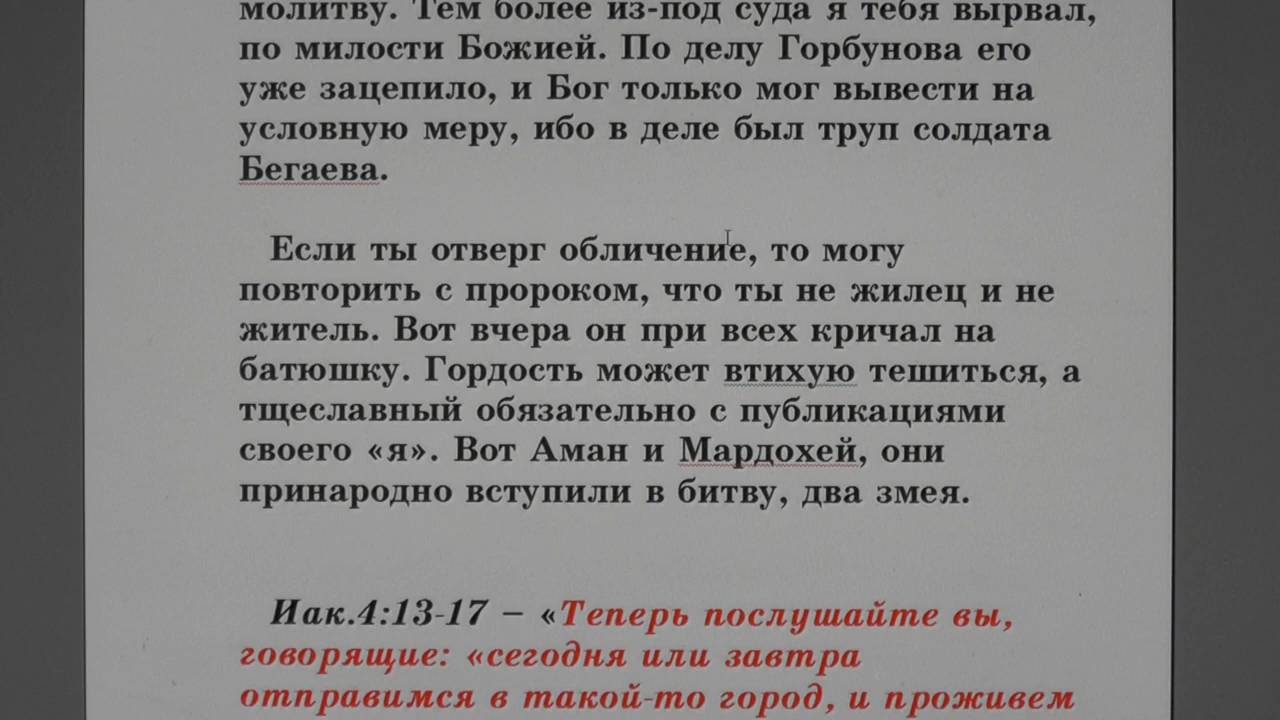 молитву. Тем более из-под суда я тебя вырвал,
по милости Божией. По делу Горбунова его
уже зацепило, и Бог только мог вывести на
условную меру, ибо в деле был труп солдата
Бегаева.
Если ты отверг обличение, то могу
повторить с пророком, что ты не жилец и не
житель. Вот вчера он при всех кричал на
батюшку. Гордость может втихую тешиться, а
тщеславный обязательно с публикациями
своего «я». Вот Аман и Мардохей, они
принародно вступили в битву, два змея.
Иак.4:13-17 – «Теперь послушайте вы,
говорящие: «сегодня или завтра
отправимся в такой-то город, и проживем